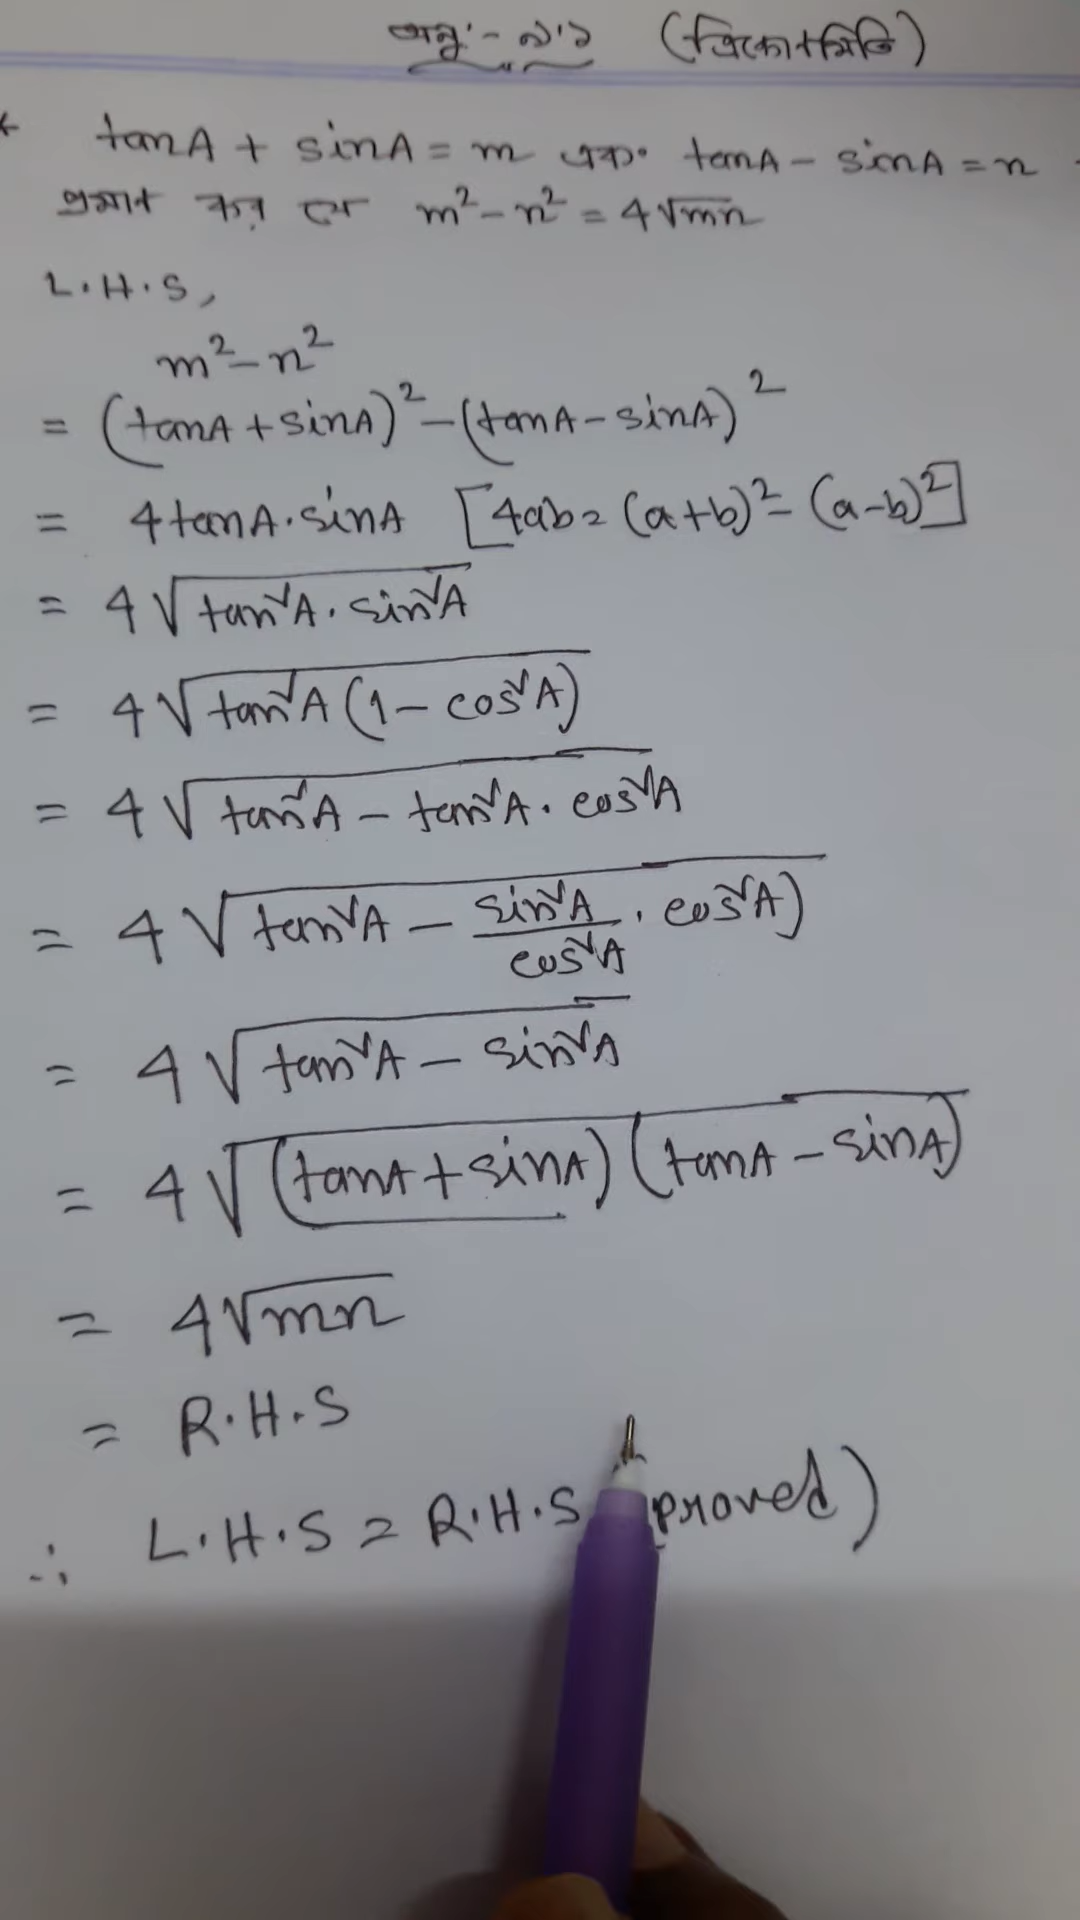 অনুঃ- ৯.১ (ত্রিকোণমিতি)
tanA + sinA = m এবং tanA - sinA = n
প্রমাণ কর যে m² - n² = 4√mn
L.H.S,
m² - n²
= (tanA + sinA)² - (tanA - sinA)²
= 4tanA.sinA [4ab = (a+b)² - (a-b)²]
= 4√tan²A . sin²A
= 4√tan²A (1 - cos²A)
= 4√tan²A - tan²A . cos²A
= 4√tan²A - sin²A/cos²A . cos²A)
= 4√tan²A - sin²A
= 4√(tanA + sinA) (tanA - sinA)
= 4√mn
= R.H.S
∴ L.H.S = R.H.S proved)